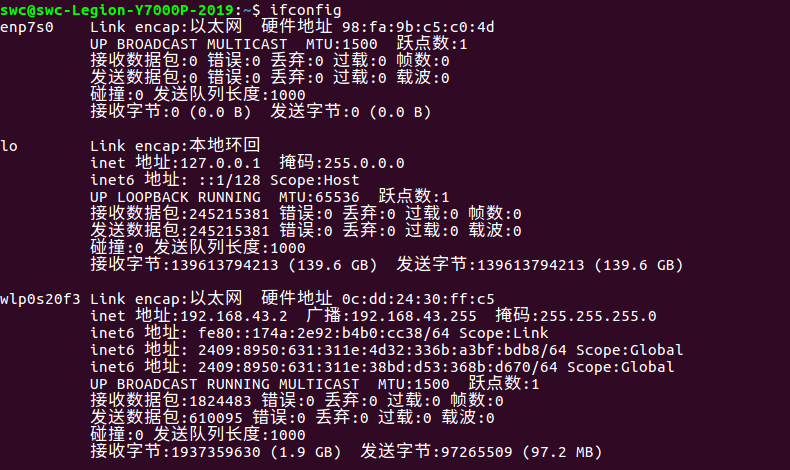 swc@swc-Legion-Y7000P-2019:~$ ifconfig
enp7s0    Link encap:以太网  硬件地址 98:fa:9b:c5:c0:4d
          UP BROADCAST MULTICAST  MTU:1500  跃点数:1
          接收数据包:0 错误:0 丢弃:0 过载:0 帧数:0
          发送数据包:0 错误:0 丢弃:0 过载:0 载波:0
          碰撞:0 发送队列长度:1000
          接收字节:0 (0.0 B)  发送字节:0 (0.0 B)

lo        Link encap:本地环回
          inet 地址:127.0.0.1  掩码:255.0.0.0
          inet6 地址: ::1/128 Scope:Host
          UP LOOPBACK RUNNING  MTU:65536  跃点数:1
          接收数据包:245215381 错误:0 丢弃:0 过载:0 帧数:0
          发送数据包:245215381 错误:0 丢弃:0 过载:0 载波:0
          碰撞:0 发送队列长度:1000
          接收字节:139613794213 (139.6 GB)  发送字节:139613794213 (139.6 GB)

wlp0s20f3 Link encap:以太网  硬件地址 0c:dd:24:30:ff:c5
          inet 地址:192.168.43.2  广播:192.168.43.255  掩码:255.255.255.0
          inet6 地址: fe80::174a:2e92:b4b0:cc38/64 Scope:Link
          inet6 地址: 2409:8950:631:311e:4d32:336b:a3bf:bdb8/64 Scope:Global
          inet6 地址: 2409:8950:631:311e:38bd:d53:368b:d670/64 Scope:Global
          UP BROADCAST RUNNING MULTICAST  MTU:1500  跃点数:1
          接收数据包:1824483 错误:0 丢弃:0 过载:0 帧数:0
          发送数据包:610095 错误:0 丢弃:0 过载:0 载波:0
          碰撞:0 发送队列长度:1000
          接收字节:1937359630 (1.9 GB)  发送字节:97265509 (97.2 MB)